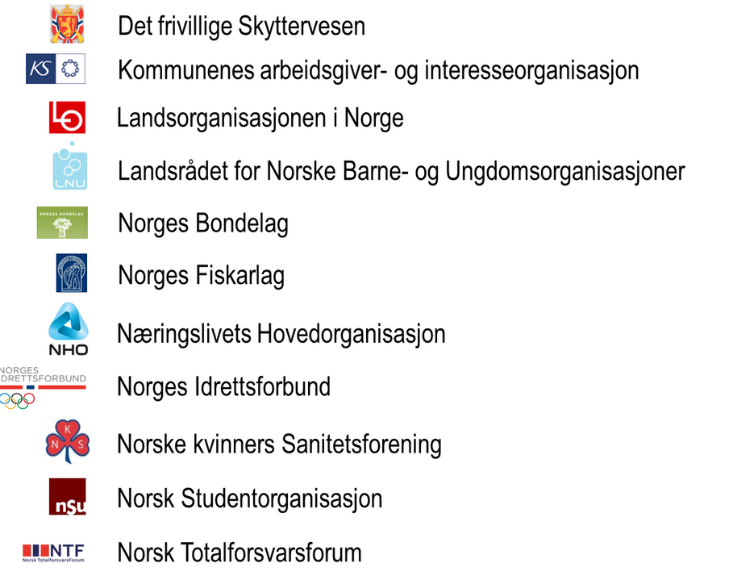 Det frivillige Skyttervesen
KS Kommunenes arbeidsgiver- og interesseorganisasjon
LO Landsorganisasjonen i Norge
LNU Landsrådet for Norske Barne- og Ungdomsorganisasjoner
NORGES BONDELAG Norges Bondelag
Norges Fiskarlag
NHO Næringslivets Hovedorganisasjon
NORGES
IDRETTSFORBUND
Norges Idrettsforbund
N K S Norske kvinners Sanitetsforening
nsu Norsk Studentorganisasjon
NTF Norsk Totalforsvarsforum
Norsk TotalforsvarsForum